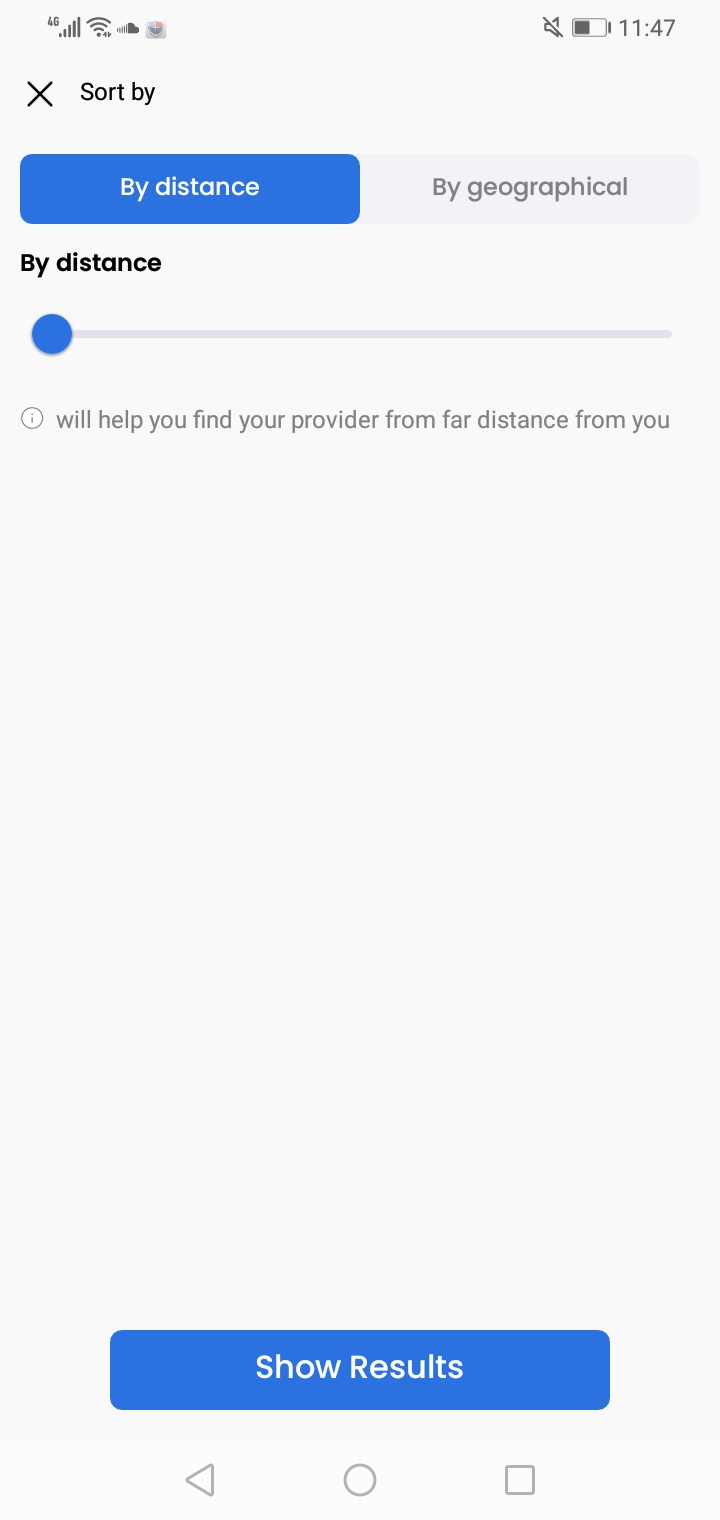 4G
11:47
Sort by
By distance
By geographical
By distance
will help you find your provider from far distance from you
Show Results